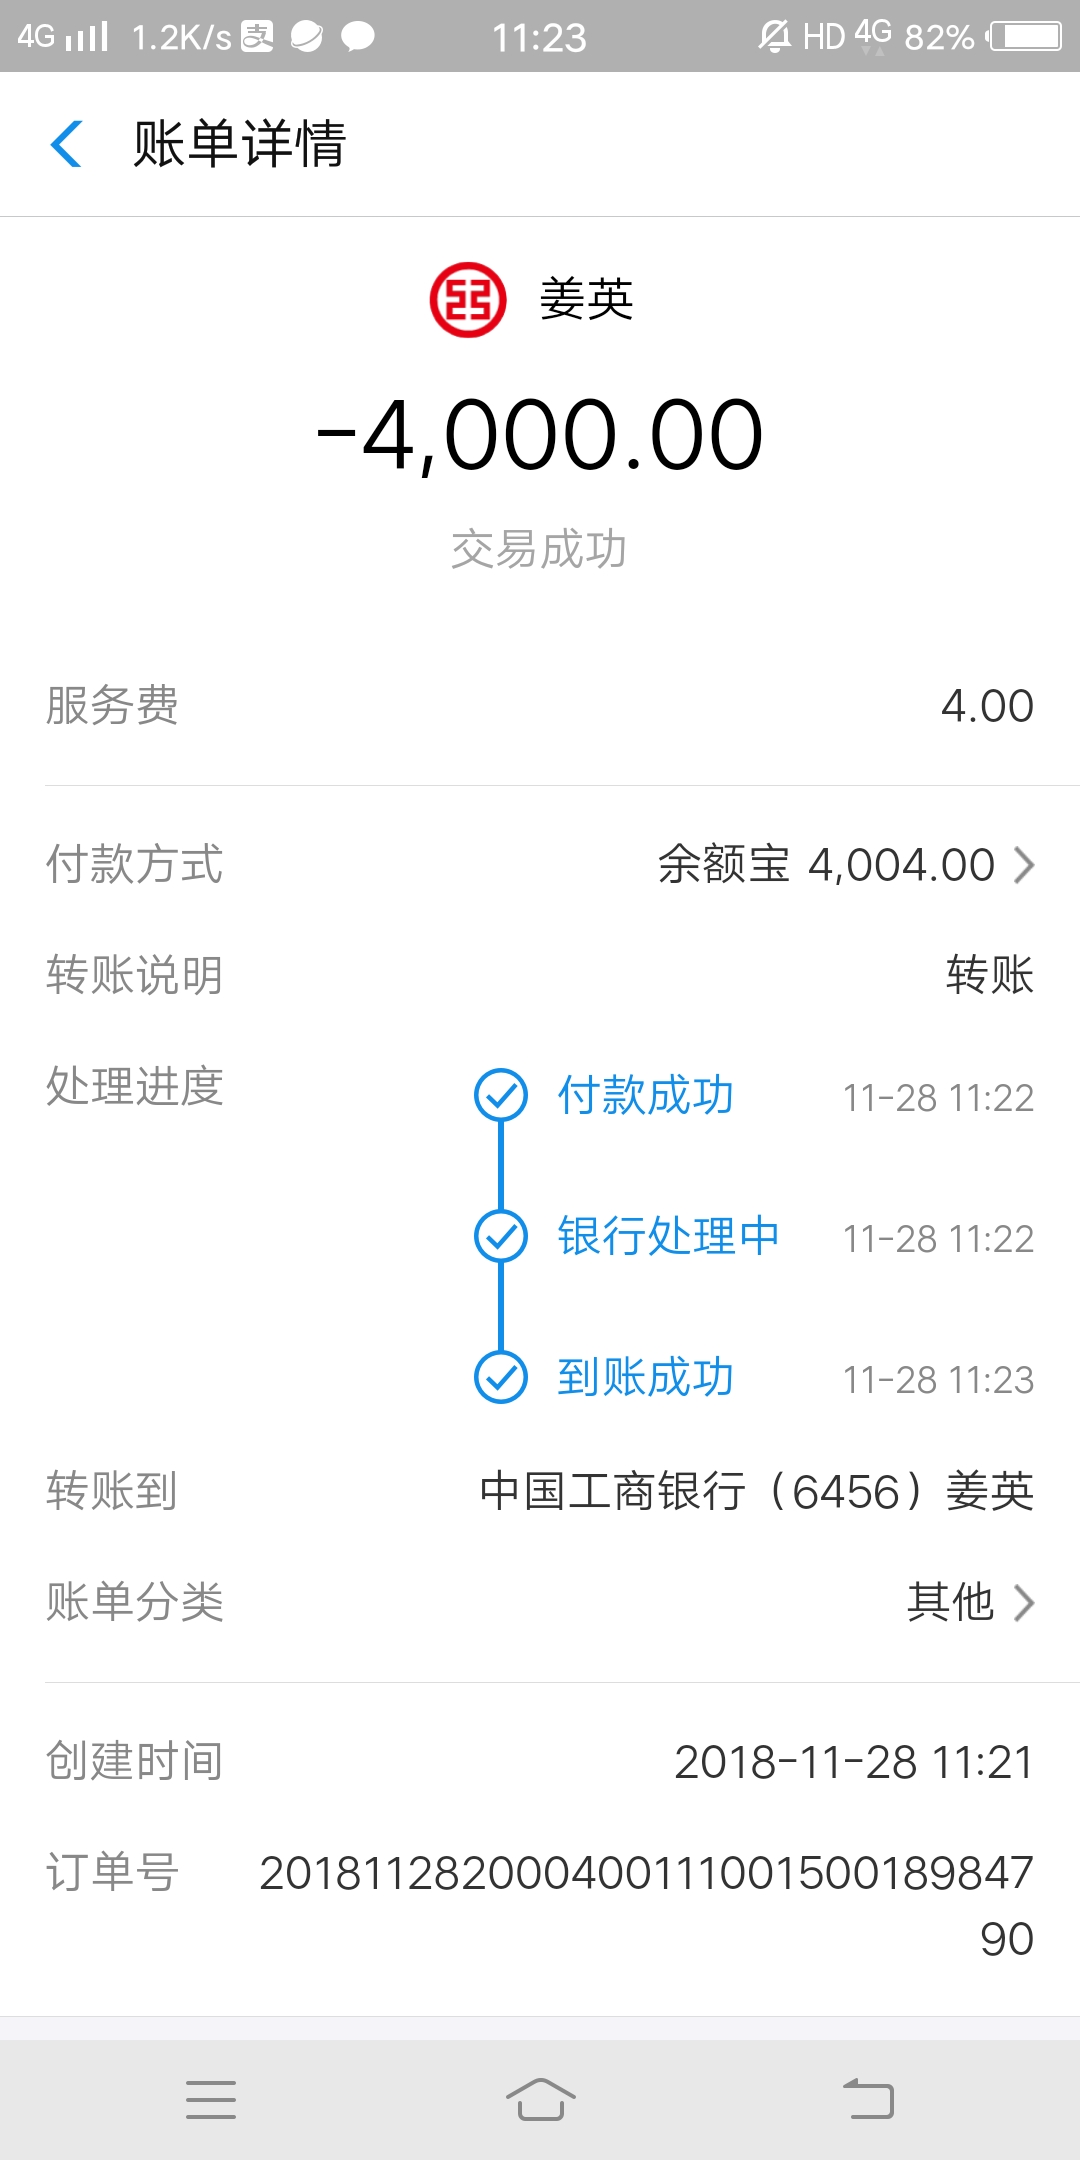 4G 1.2K/s 支 11:23 HD 4G 82%
账单详情
姜英
-4,000.00
交易成功
服务费 4.00
付款方式 余额宝 4,004.00
转账说明 转账
处理进度 付款成功 11-28 11:22
银行处理中 11-28 11:22
到账成功 11-28 11:23
转账到 中国工商银行（6456）姜英
账单分类 其他
创建时间 2018-11-28 11:21
订单号 20181128200040011100150018984​7
90